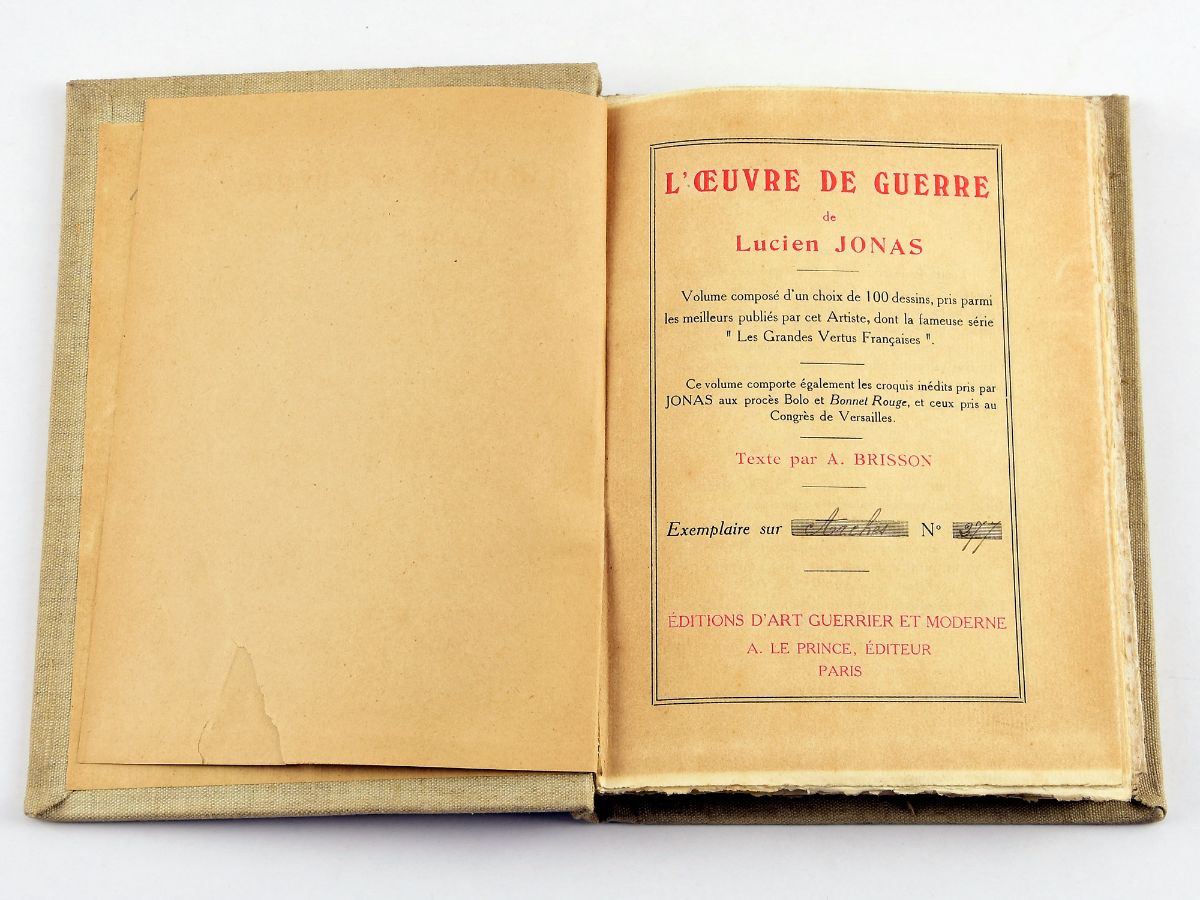 L'ŒUVRE DE GUERRE
de
Lucien JONAS
Volume composé d'un choix de 100 dessins, pris parmi
les meilleurs publiés par cet Artiste, dont la fameuse série
" Les Grandes Vertus Françaises ".
Ce volume comporte également les croquis inédits pris par
JONAS aux procès Bolo et Bonnet Rouge, et ceux pris au
Congrès de Versailles.
Texte par A. BRISSON
Exemplaire sur Arches Nº 277
ÉDITIONS D'ART GUERRIER ET MODERNE
A. LE PRINCE, ÉDITEUR
PARIS